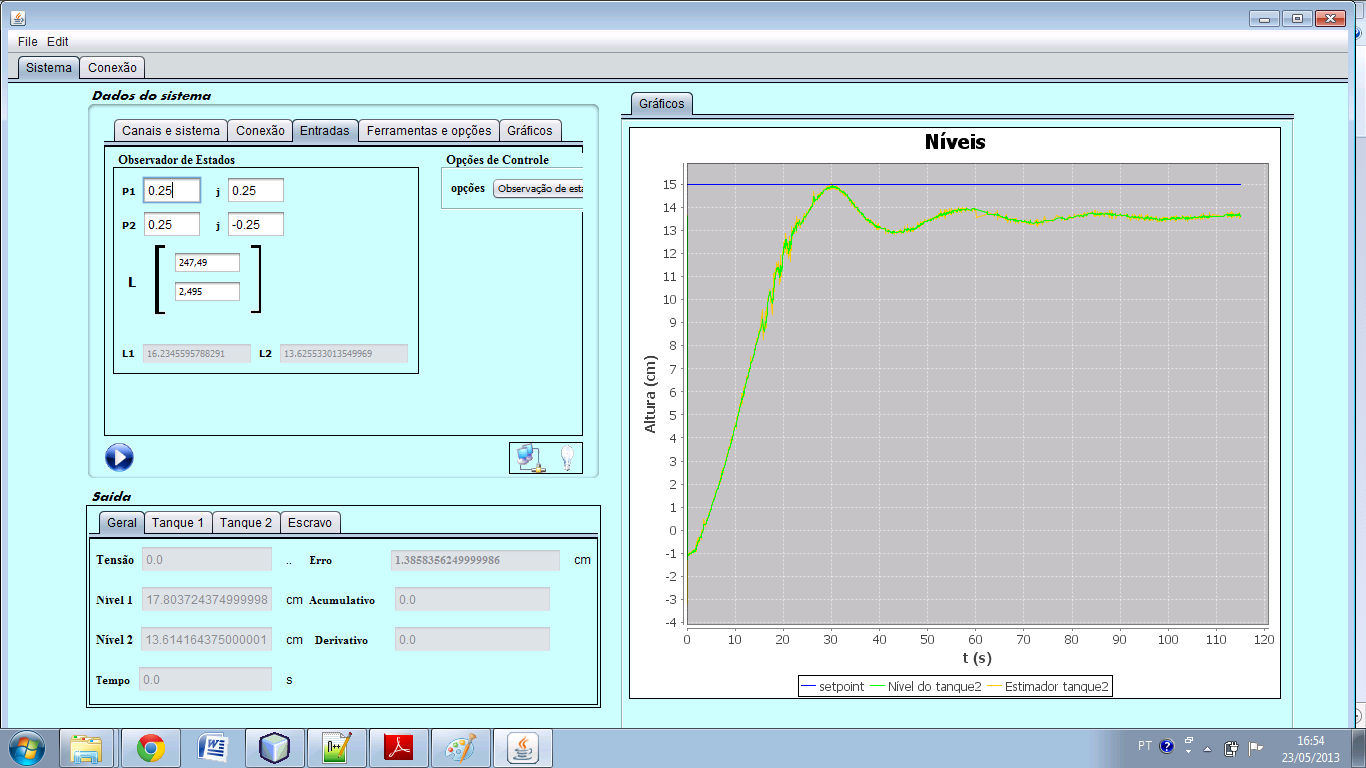 File Edit
Sistema Conexão
Dados do sistema
Canais e sistema Conexão Entradas Ferramentas e opções Gráficos
Observador de Estados
P1 0.25 j 0.25
P2 0.25 j -0.25
L
247,49
2,495
L1 16.2345595788291 L2 13.625533013549969
Opções de Controle
opções Observação de esta
Saida
Geral Tanque 1 Tanque 2 Escravo
Tensão 0.0 .. Erro 1.3858356249999986 cm
Nível 1 17.803724374999998 cm Acumulativo 0.0
Nível 2 13.614164375000001 cm Derivativo 0.0
Tempo 0.0 s
Gráficos
Níveis
Altura (cm)
15
14
13
12
11
10
9
8
7
6
5
4
3
2
1
0
-1
-2
-3
-4
0 10 20 30 40 50 60 70 80 90 100 110 120
t (s)
setpoint Nível do tanque2 Estimador tanque2
PT
16:54
23/05/2013